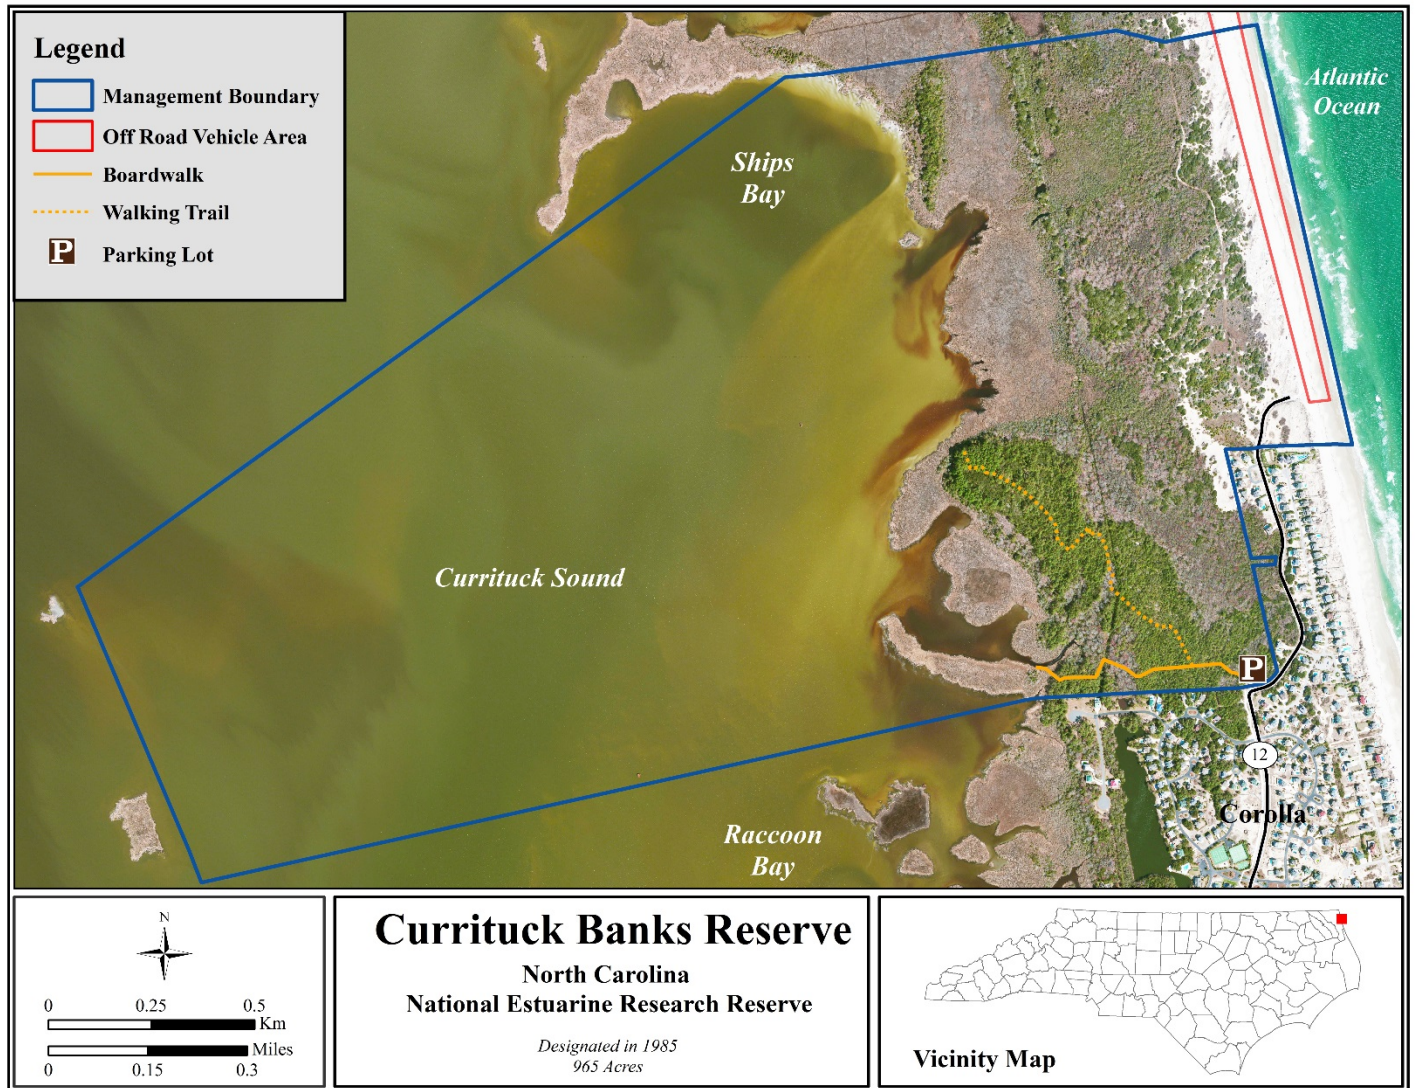 Legend
Management Boundary
Off Road Vehicle Area
Boardwalk
Walking Trail
P Parking Lot
Atlantic
Ocean
Ships
Bay
Currituck Sound
P
12
Corolla
Raccoon
Bay
N
0 0.25 0.5
Km
Miles
0 0.15 0.3
Currituck Banks Reserve
North Carolina
National Estuarine Research Reserve
Designated in 1985
965 Acres
Vicinity Map